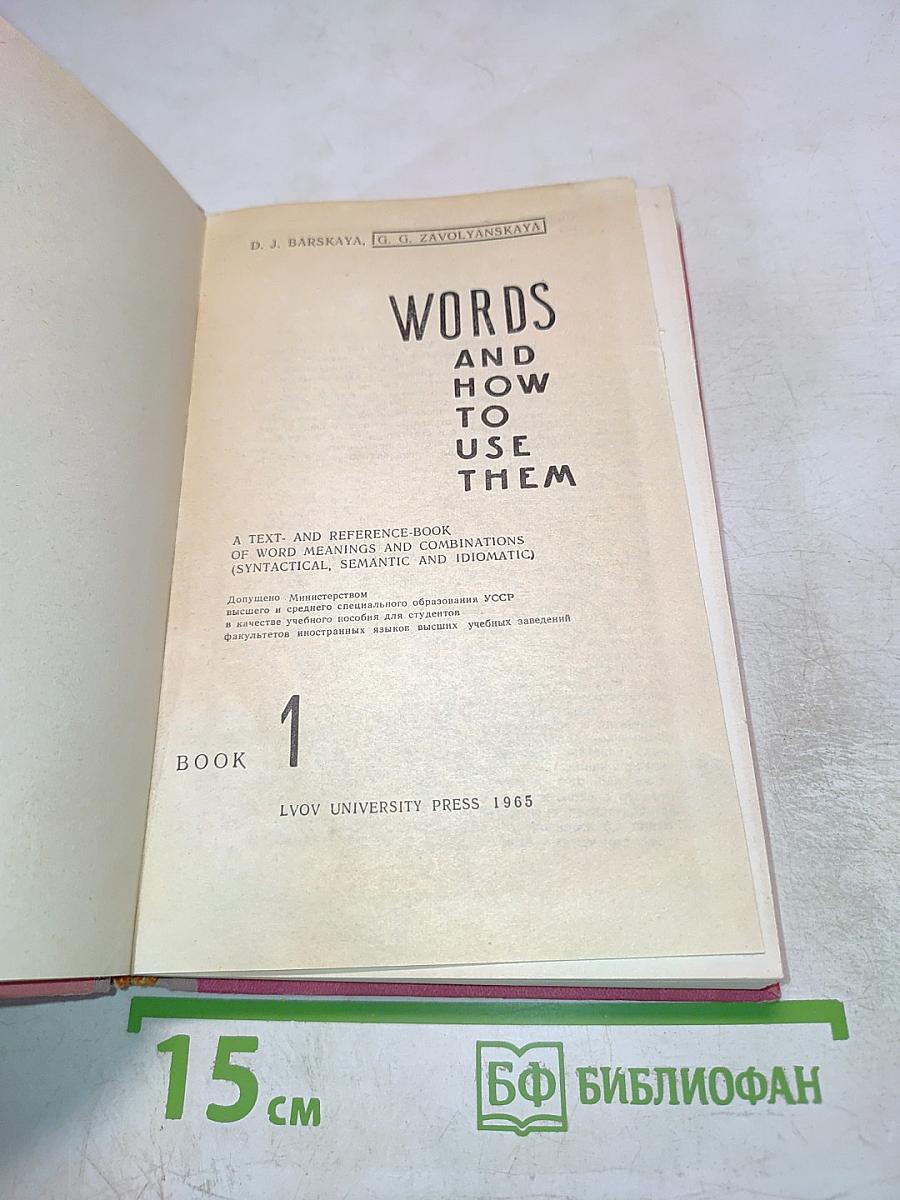 D. J. BARSKAYA, G. G. ZAVOLYANSKAYA
WORDS
AND
HOW
TO
USE
THEM
A TEXT- AND REFERENCE-BOOK
OF WORD MEANINGS AND COMBINATIONS
(SYNTACTICAL, SEMANTIC AND IDIOMATIC)
Допущено Министерством
высшего и среднего специального образования УССР
в качестве учебного пособия для студентов
факультетов иностранных языков высших учебных заведений
BOOK 1
LVOV UNIVERSITY PRESS 1965
15 см
БФ БИБЛИОФАН